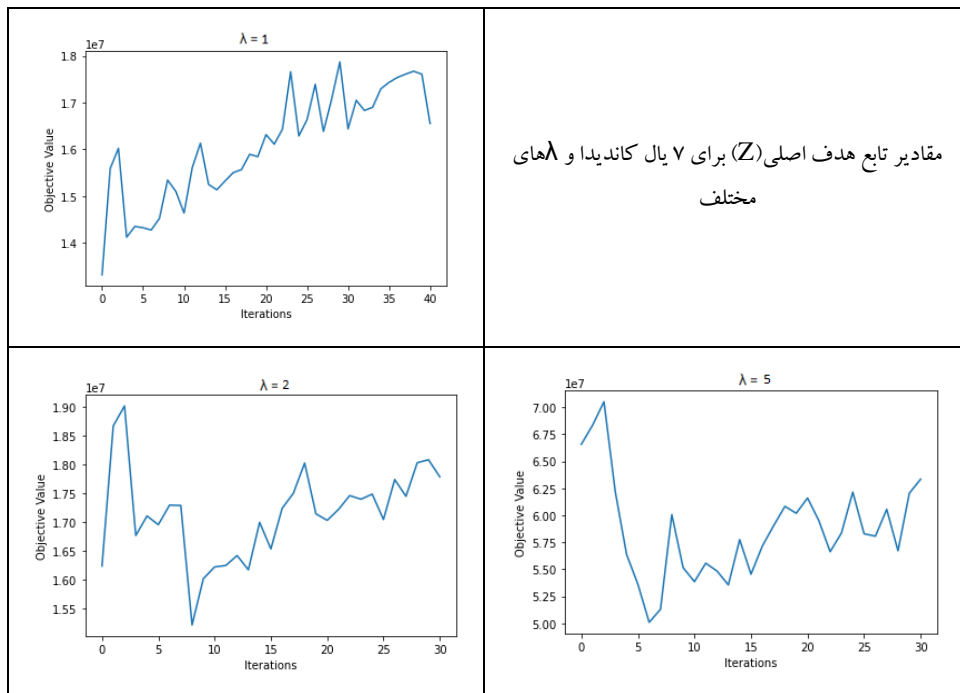 λ = 1
1e7
1.8
1.7
1.6
1.5
1.4
Objective Value
0 5 10 15 20 25 30 35 40
Iterations
مقادیر تابع هدف اصلی(Z) برای ۷ یال کاندیدا و λهای
مختلف
λ = 2
1e7
1.90
1.85
1.80
1.75
1.70
1.65
1.60
1.55
Objective Value
0 5 10 15 20 25 30
Iterations
λ = 5
1e7
7.00
6.75
6.50
6.25
6.00
5.75
5.50
5.25
5.00
Objective Value
0 5 10 15 20 25 30
Iterations